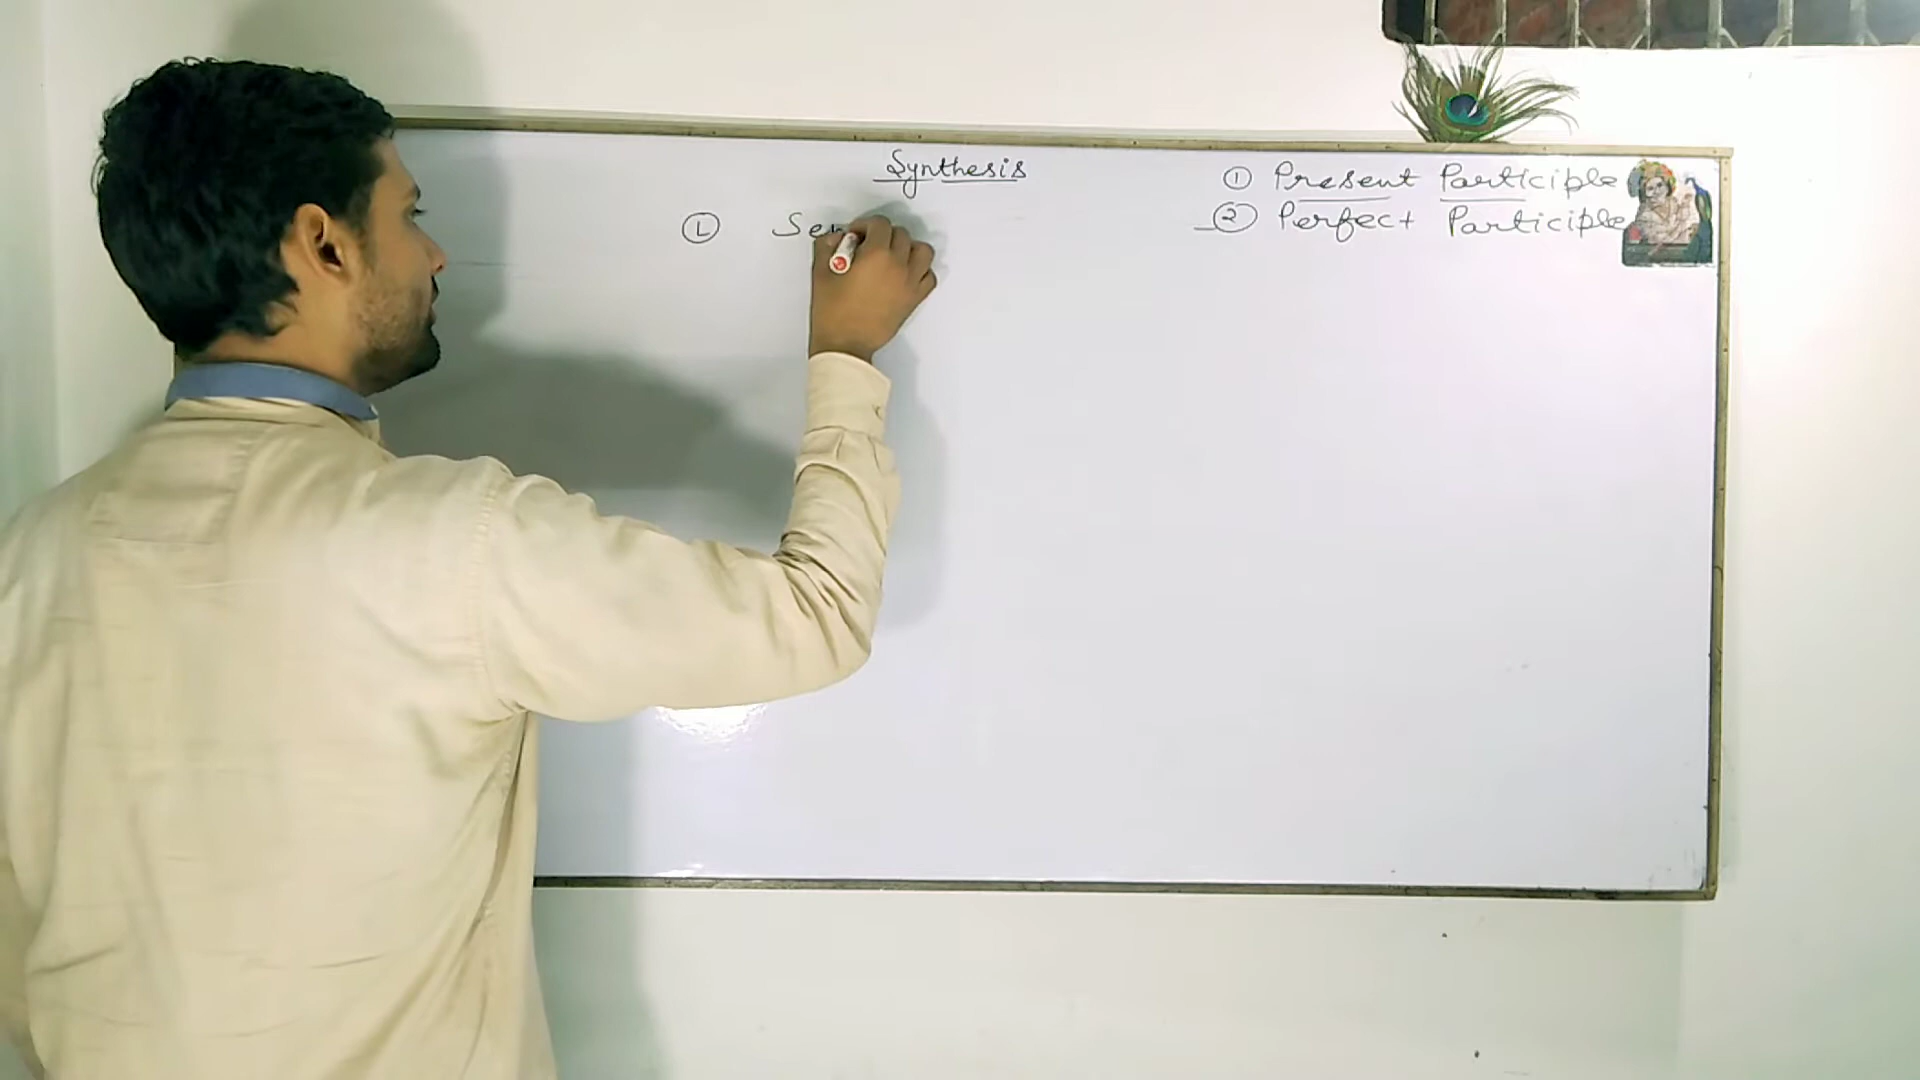 Synthesis
① Present Participle
② Perfect Participle
①